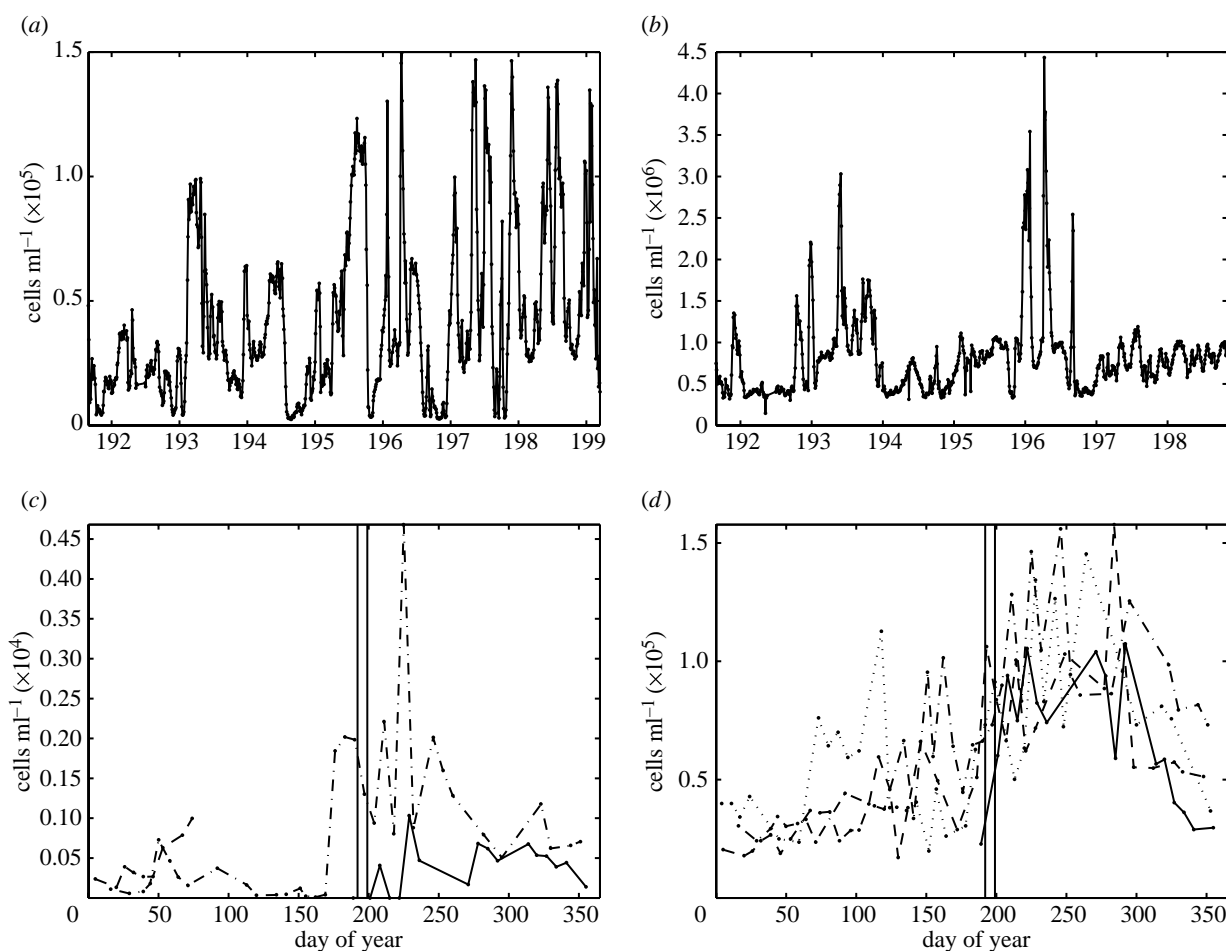 (a)
cells ml⁻¹ (×10⁵)
1.5
1.0
0.5
0
192 193 194 195 196 197 198 199
(b)
cells ml⁻¹ (×10⁶)
4.5
4.0
3.5
3.0
2.5
2.0
1.5
1.0
0.5
0
192 193 194 195 196 197 198
(c)
cells ml⁻¹ (×10⁴)
0.45
0.40
0.35
0.30
0.25
0.20
0.15
0.10
0.05
0 50 100 150 200 250 300 350
day of year
(d)
cells ml⁻¹ (×10⁵)
1.5
1.0
0.5
0 50 100 150 200 250 300 350
day of year